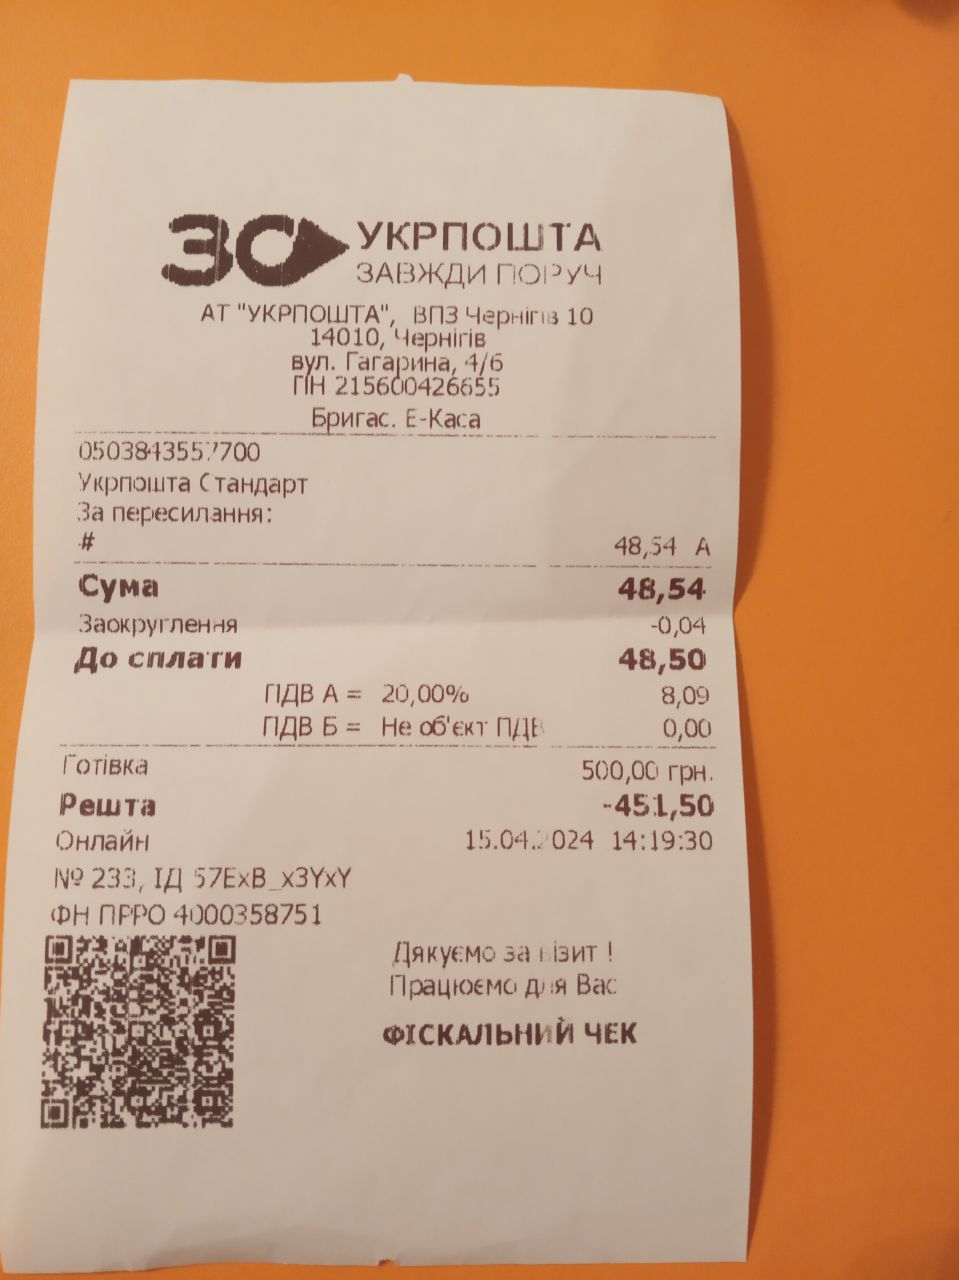 30 УКРПОШТА
ЗАВЖДИ ПОРУЧ
АТ "УКРПОШТА", ВПЗ Чернігів 10
14010, Чернігів
вул. Гагарина, 4/6
ПН 215600426655
Бригас. Е-Каса
0503843557700
Укрпошта Стандарт
За пересилання:
# 48,54 А
Сума 48,54
Заокруглення -0,04
До сплати 48,50
ПДВ А = 20,00% 8,09
ПДВ Б = Не об'єкт ПДВ 0,00
Готівка 500,00 грн.
Решта -451,50
Онлайн 15.04.2024 14:19:30
№ 233, ІД 57ExB_x3YxY
ФН ПРРО 4000358751
Дякуємо за візит !
Працюємо для Вас
ФІСКАЛЬНИЙ ЧЕК